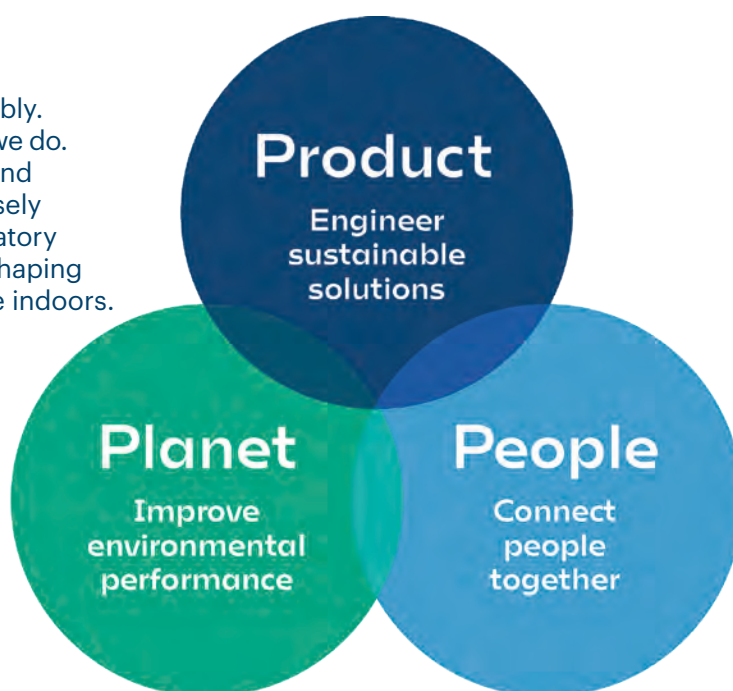 bly.
we do.
nd
sely
atory
haping
e indoors.
Product
Engineer
sustainable
solutions
Planet
Improve
environmental
performance
People
Connect
people
together